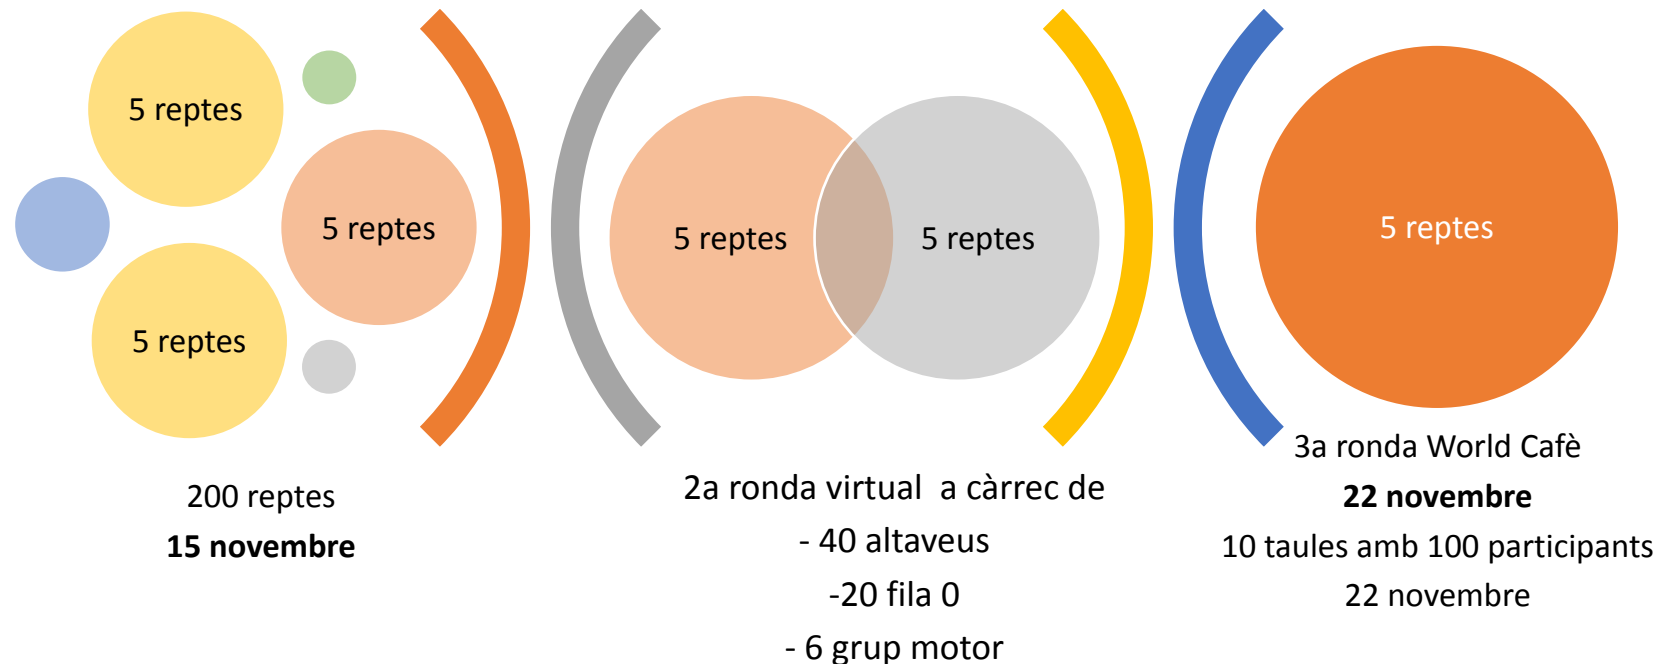 5 reptes
5 reptes
5 reptes
200 reptes
15 novembre
5 reptes
5 reptes
2a ronda virtual a càrrec de
- 40 altaveus
-20 fila 0
- 6 grup motor
5 reptes
3a ronda World Cafè
22 novembre
10 taules amb 100 participants
22 novembre